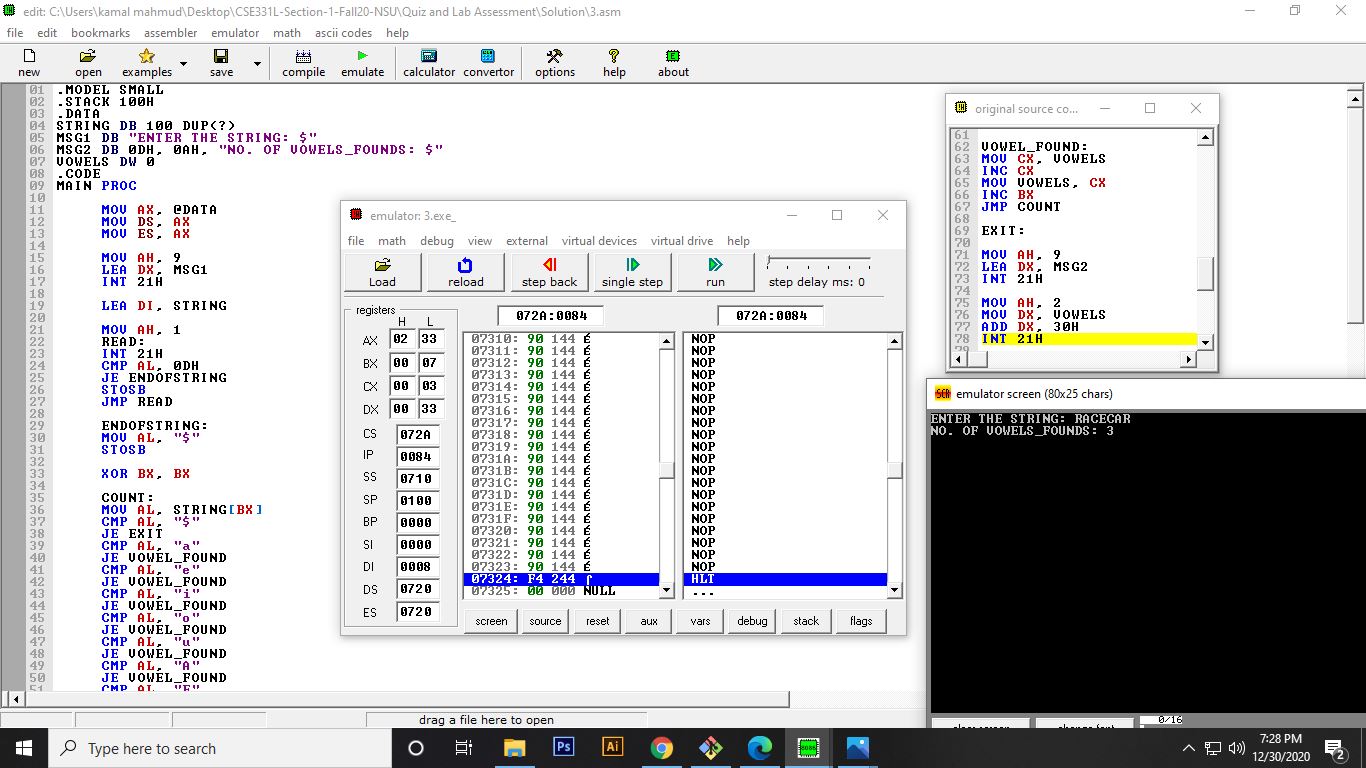 edit: C:\Users\kamal mahmud\Desktop\CSE331L-Section-1-Fall20-NSU\Quiz and Lab Assessment\Solution\3.asm
file edit bookmarks assembler emulator math ascii codes help
new open examples save compile emulate calculator convertor options help about
01 .MODEL SMALL
02 .STACK 100H
03 .DATA
04 STRING DB 100 DUP(?)
05 MSG1 DB "ENTER THE STRING: $"
06 MSG2 DB 0DH, 0AH, "NO. OF VOWELS_FOUNDS: $"
07 VOWELS DW 0
08 .CODE
09 MAIN PROC
10
11 MOV AX, @DATA
12 MOV DS, AX
13 MOV ES, AX
14
15 MOV AH, 9
16 LEA DX, MSG1
17 INT 21H
18
19 LEA DI, STRING
20
21 MOV AH, 1
22 READ:
23 INT 21H
24 CMP AL, 0DH
25 JE ENDOFSTRING
26 STOSB
27 JMP READ
28
29 ENDOFSTRING:
30 MOV AL, "$"
31 STOSB
32
33 XOR BX, BX
34
35 COUNT:
36 MOV AL, STRING[BX]
37 CMP AL, "$"
38 JE EXIT
39 CMP AL, "a"
40 JE VOWEL_FOUND
41 CMP AL, "e"
42 JE VOWEL_FOUND
43 CMP AL, "i"
44 JE VOWEL_FOUND
45 CMP AL, "o"
46 JE VOWEL_FOUND
47 CMP AL, "u"
48 JE VOWEL_FOUND
49 CMP AL, "A"
50 JE VOWEL_FOUND
51 CMP AL, "E"
drag a file here to open
emulator: 3.exe_
file math debug view external virtual devices virtual drive help
Load reload step back single step run step delay ms: 0
registers
H L
AX 02 33
BX 00 07
CX 00 03
DX 00 33
CS 072A
IP 0084
SS 0710
SP 0100
BP 0000
SI 0000
DI 0008
DS 0720
ES 0720
072A:0084 072A:0084
07310: 90 144 É NOP
07311: 90 144 É NOP
07312: 90 144 É NOP
07313: 90 144 É NOP
07314: 90 144 É NOP
07315: 90 144 É NOP
07316: 90 144 É NOP
07317: 90 144 É NOP
07318: 90 144 É NOP
07319: 90 144 É NOP
0731A: 90 144 É NOP
0731B: 90 144 É NOP
0731C: 90 144 É NOP
0731D: 90 144 É NOP
0731E: 90 144 É NOP
0731F: 90 144 É NOP
07320: 90 144 É NOP
07321: 90 144 É NOP
07322: 90 144 É NOP
07323: 90 144 É NOP
07324: F4 244 ⌠ HLT
07325: 00 000 NULL ...
screen source reset aux vars debug stack flags
original source co...
61
62 VOWEL_FOUND:
63 MOV CX, VOWELS
64 INC CX
65 MOV VOWELS, CX
66 INC BX
67 JMP COUNT
68
69 EXIT:
70
71 MOV AH, 9
72 LEA DX, MSG2
73 INT 21H
74
75 MOV AH, 2
76 MOV DX, VOWELS
77 ADD DX, 30H
78 INT 21H
79
emulator screen (80x25 chars)
ENTER THE STRING: RACECAR
NO. OF VOWELS_FOUNDS: 3
clear screen change font 0/16
Type here to search
Ps
Ai
8086
7:28 PM
12/30/2020
2